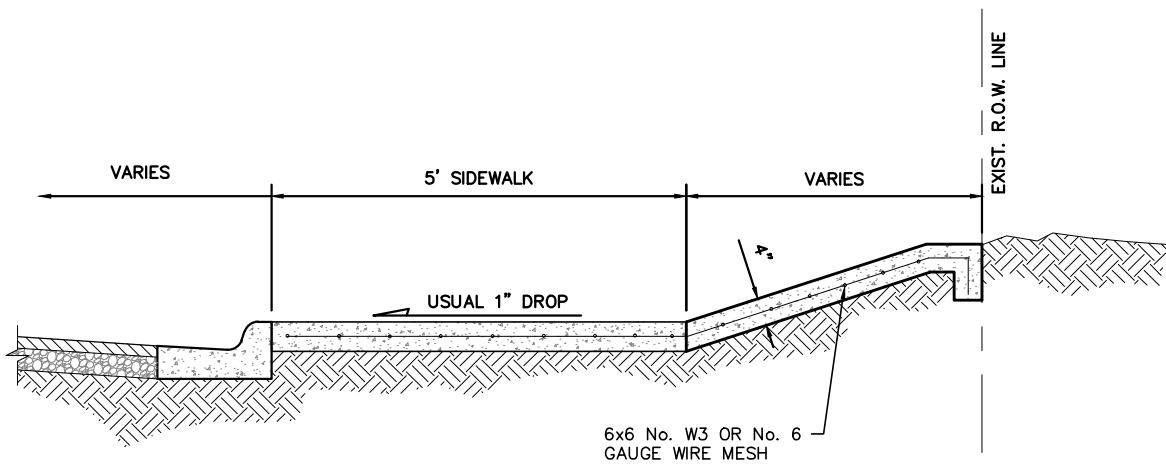 EXIST. R.O.W. LINE
VARIES
5' SIDEWALK
VARIES
4"
USUAL 1" DROP
6x6 No. W3 OR No. 6
GAUGE WIRE MESH